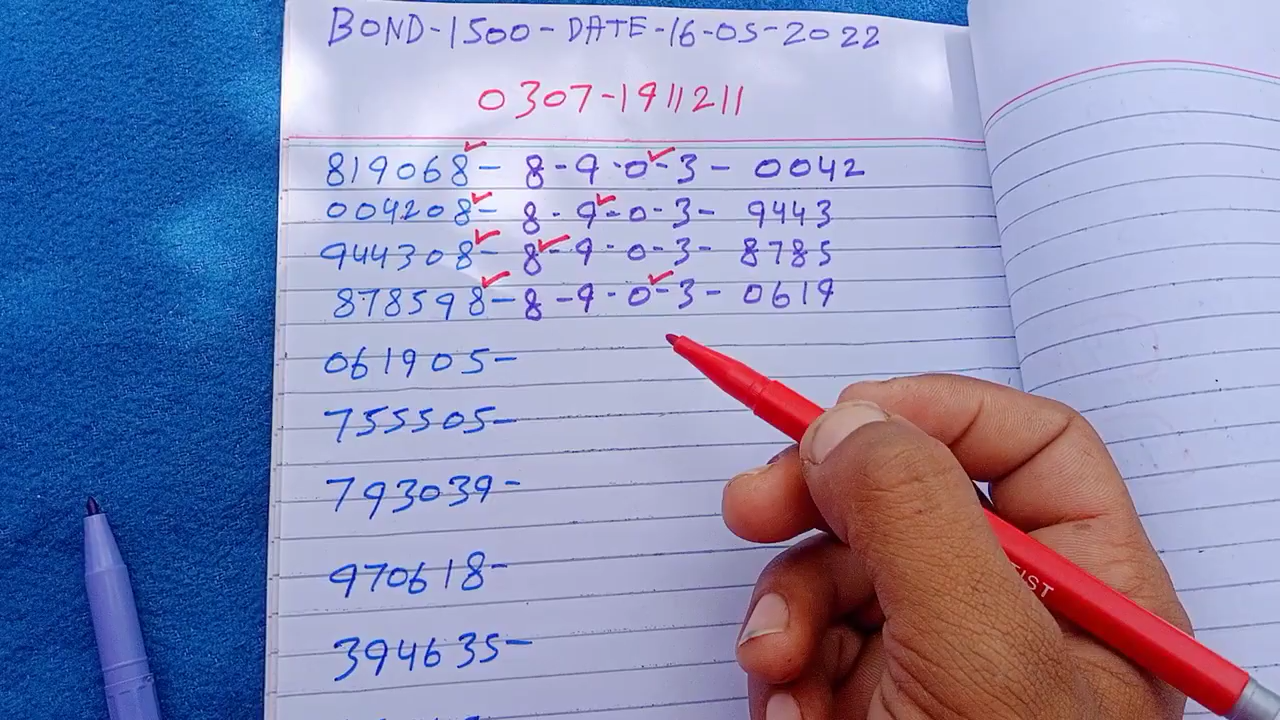 BOND-1500-DATE-16-05-2022
0307-1911211
819068- 8-9-0-3- 0042
004208- 8-9-0-3- 9443
944308- 8-9-0-3- 8785
878598-8-9-0-3- 0619
061905-
755505-
793039-
970618-
394635-
TIST